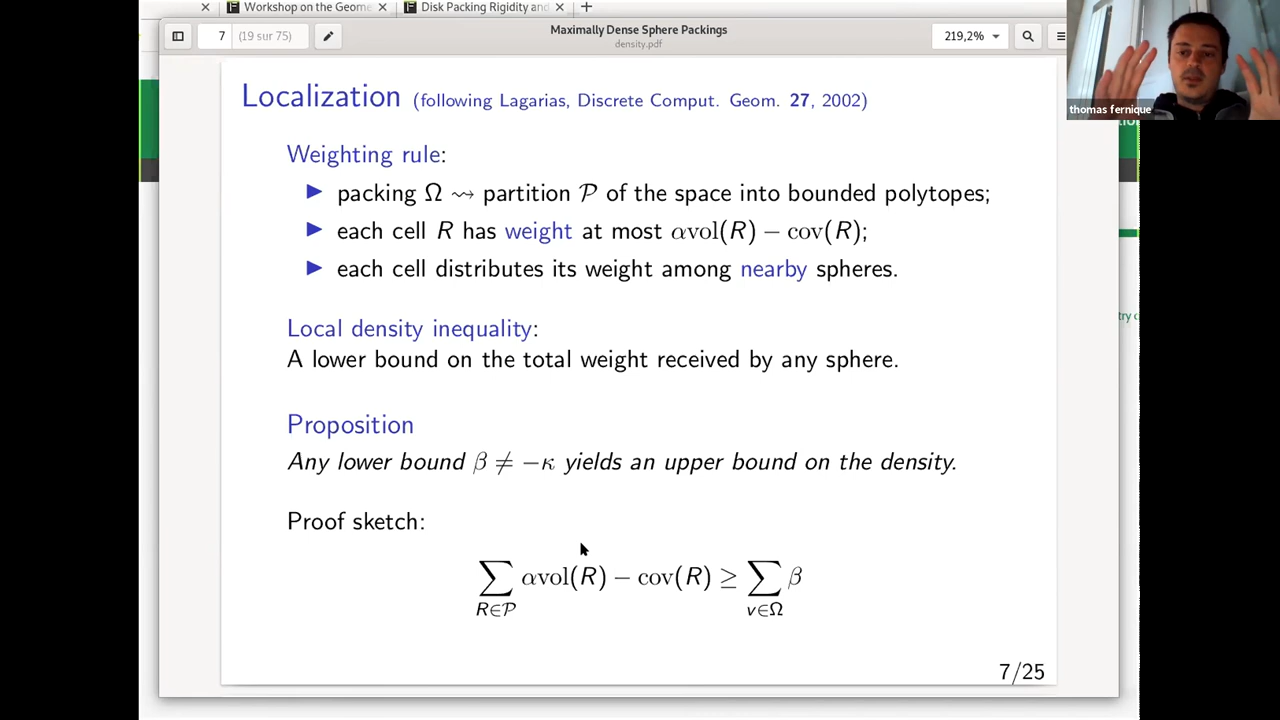 Workshop on the Geome
Disk Packing Rigidity and
7
(19 sur 75)
Maximally Dense Sphere Packings
density.pdf
219,2%
thomas fernique
Localization (following Lagarias, Discrete Comput. Geom. 27, 2002)
Weighting rule:
▶ packing Ω ⇝ partition 𝒫 of the space into bounded polytopes;
▶ each cell R has weight at most αvol(R) − cov(R);
▶ each cell distributes its weight among nearby spheres.
Local density inequality:
A lower bound on the total weight received by any sphere.
Proposition
Any lower bound β ≠ −κ yields an upper bound on the density.
Proof sketch:
∑_{R∈𝒫} αvol(R) − cov(R) ≥ ∑_{v∈Ω} β
7/25